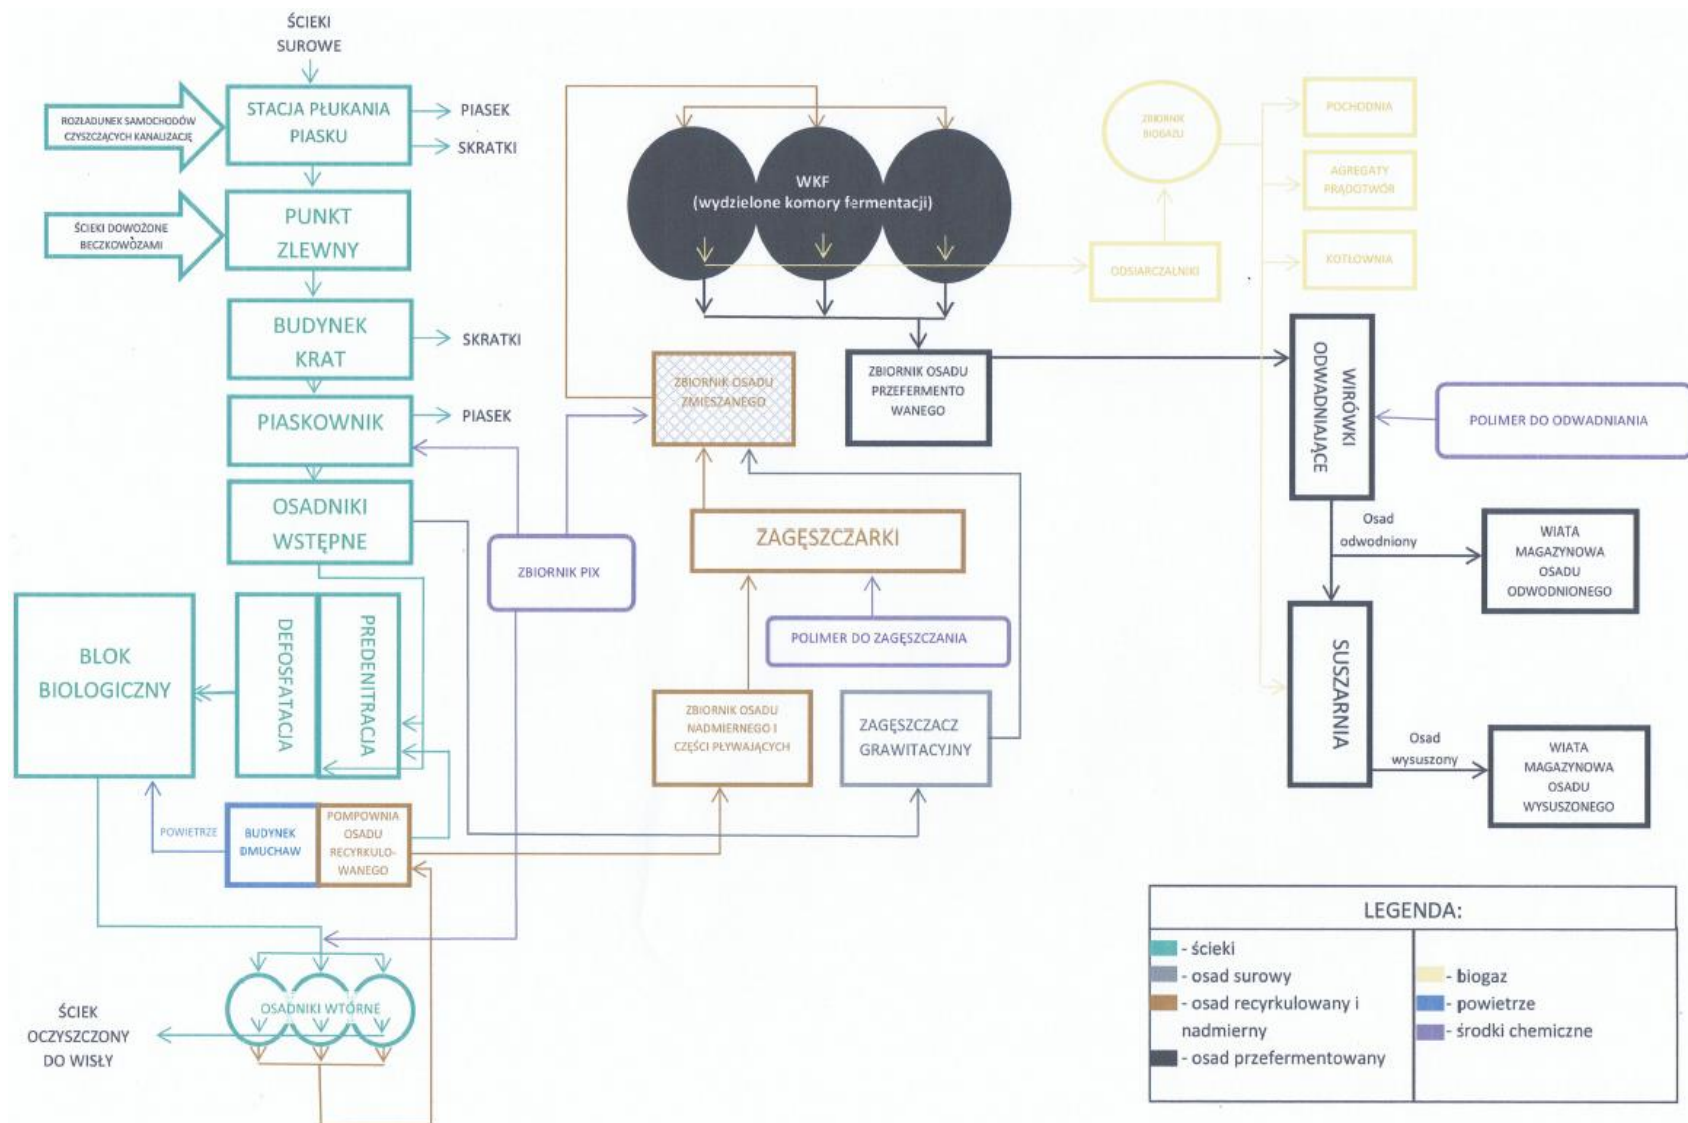 ŚCIEKI
SUROWE
ROZŁADUNEK SAMOCHODÓW
CZYSZCZĄCYCH KANALIZACJĘ
STACJA PŁUKANIA
PIASKU
PIASEK
SKRATKI
ŚCIEKI DOWOŻONE
BECZKOWOZAMI
PUNKT
ZLEWNY
BUDYNEK
KRAT
SKRATKI
PIASKOWNIK
PIASEK
OSADNIKI
WSTĘPNE
BLOK
BIOLOGICZNY
DEFOSFATACJA
PREDENITRACJA
POWIETRZE
BUDYNEK
DMUCHAW
POMPOWNIA
OSADU
RECYRKULO-
WANEGO
OSADNIKI WTÓRNE
ŚCIEK
OCZYSZCZONY
DO WISŁY
ZBIORNIK PIX
WKF
(wydzielone komory fermentacji)
ZBIORNIK OSADU
ZMIESZANEGO
ZBIORNIK OSADU
PRZEFERMENTO
WANEGO
ZAGĘSZCZARKI
POLIMER DO ZAGĘSZCZANIA
ZBIORNIK OSADU
NADMIERNEGO I
CZĘŚCI PŁYWAJĄCYCH
ZAGĘSZCZACZ
GRAWITACYJNY
ZBIORNIK
BIOGAZU
ODSIARCZALNIKI
POCHODNIA
AGREGATY
PRĄDOTWÓR
KOTŁOWNIA
WIRÓWKI
ODWADNIAJĄCE
POLIMER DO ODWADNIANIA
Osad
odwodniony
WIATA
MAGAZYNOWA
OSADU
ODWODNIONEGO
SUSZARNIA
Osad
wysuszony
WIATA
MAGAZYNOWA
OSADU
WYSUSZONEGO
LEGENDA:
- ścieki
- osad surowy
- osad recyrkulowany i
nadmierny
- osad przefermentowany
- biogaz
- powietrze
- środki chemiczne